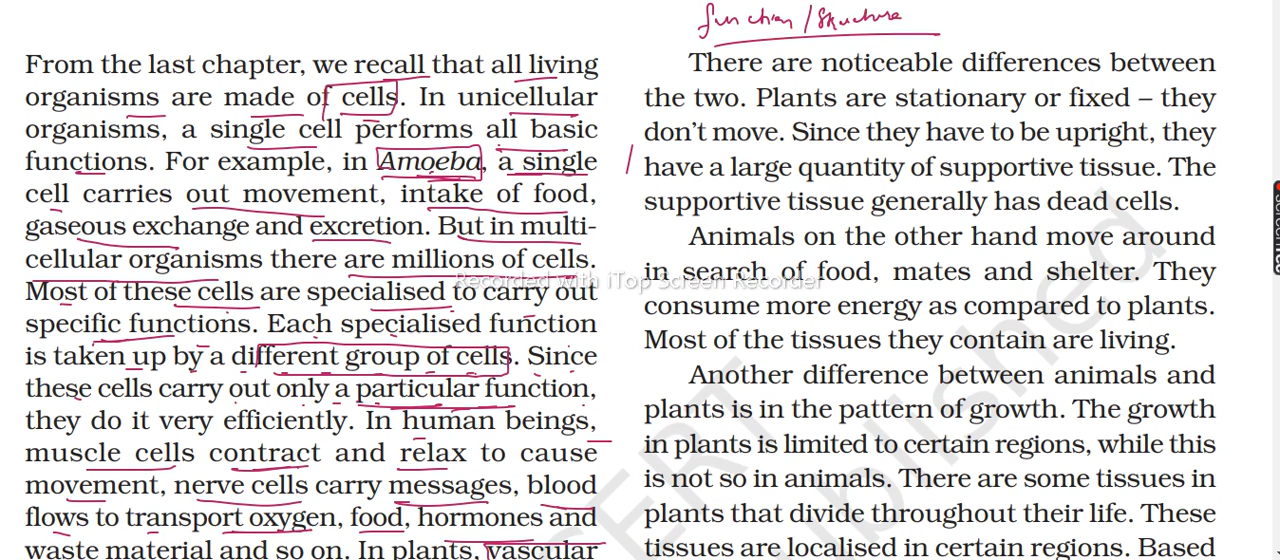 From the last chapter, we recall that all living
organisms are made of cells. In unicellular
organisms, a single cell performs all basic
functions. For example, in Amoeba, a single
cell carries out movement, intake of food,
gaseous exchange and excretion. But in multi-
cellular organisms there are millions of cells.
Most of these cells are specialised to carry out
specific functions. Each specialised function
is taken up by a different group of cells. Since
these cells carry out only a particular function,
they do it very efficiently. In human beings,
muscle cells contract and relax to cause
movement, nerve cells carry messages, blood
flows to transport oxygen, food, hormones and
waste material and so on. In plants, vascular
function / structure
There are noticeable differences between
the two. Plants are stationary or fixed – they
don't move. Since they have to be upright, they
have a large quantity of supportive tissue. The
supportive tissue generally has dead cells.
Animals on the other hand move around
in search of food, mates and shelter. They
consume more energy as compared to plants.
Most of the tissues they contain are living.
Another difference between animals and
plants is in the pattern of growth. The growth
in plants is limited to certain regions, while this
is not so in animals. There are some tissues in
plants that divide throughout their life. These
tissues are localised in certain regions. Based
Recorded with iTop Screen Recorder